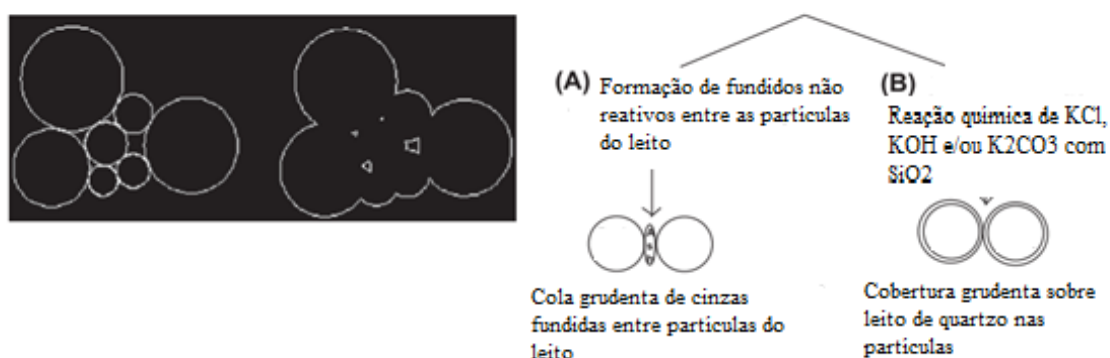 (A)
Formação de fundidos não
reativos entre as particulas
do leito
Cola grudenta de cinzas
fundidas entre particulas do
leito
(B)
Reação química de KCl,
KOH e/ou K2CO3 com
SiO2
Cobertura grudenta sobre
leito de quartzo nas
particulas